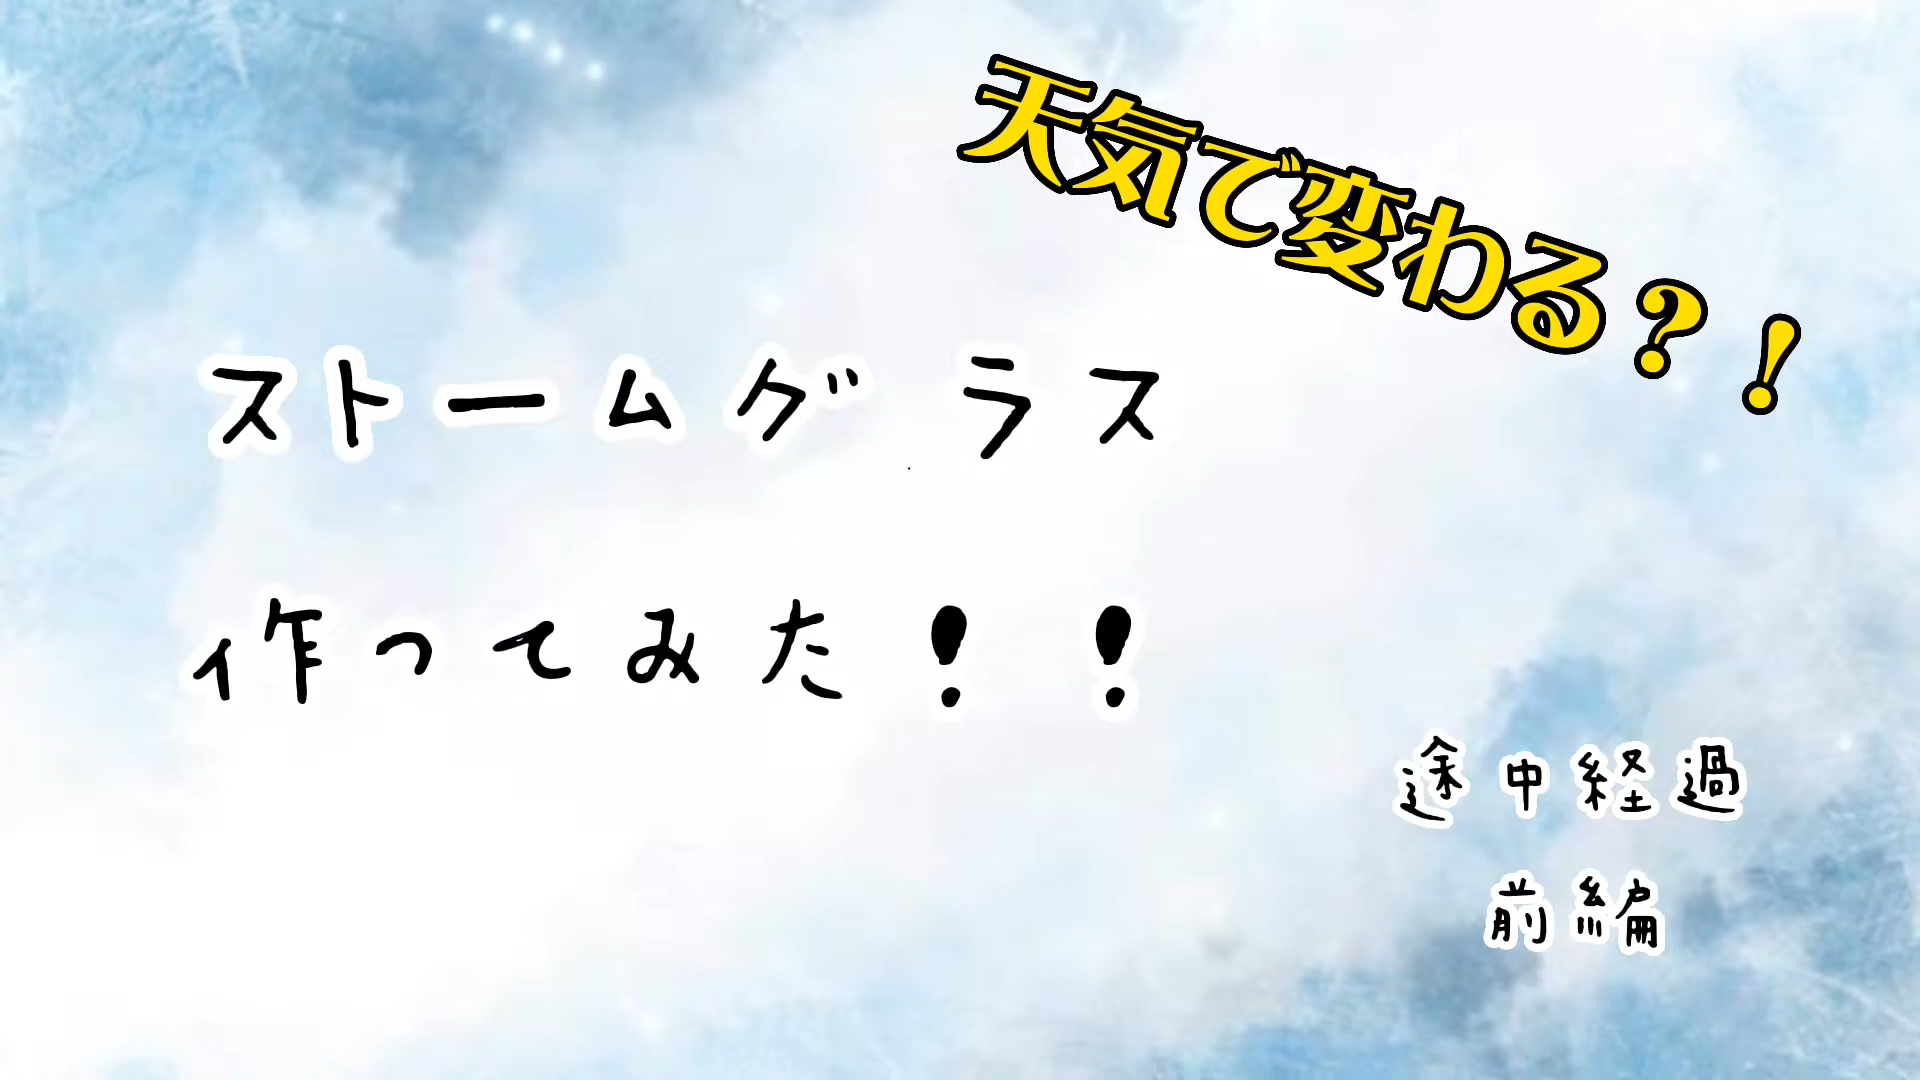 天気で変わる？！
ストームグラス
作ってみた！！
途中経過
前編